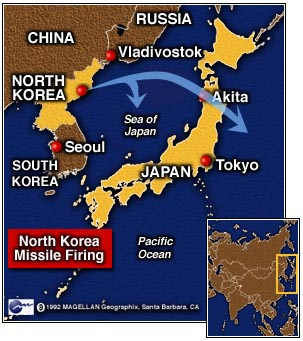 RUSSIA
CHINA
Vladivostok
NORTH
KOREA
Akita
Sea of
Japan
Seoul
SOUTH
KOREA
JAPAN
Tokyo
North Korea
Missile Firing
Pacific
Ocean
1992 MAGELLAN Geographix, Santa Barbara, CA